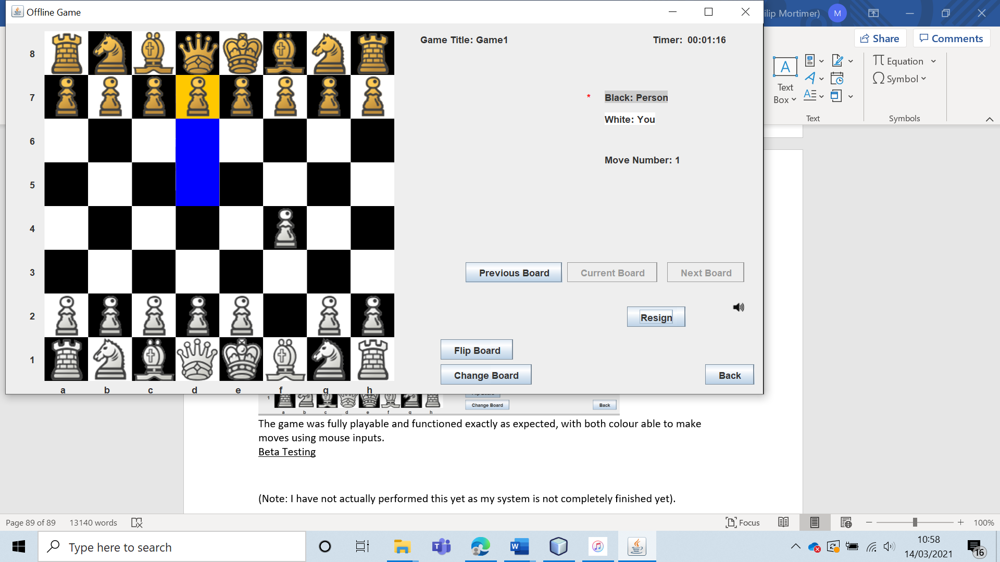 Offline Game
ilip Mortimer)
M
Share
Comments
A
Text
Box
A
A
Text
Equation
Symbol
Symbols
Game Title: Game1
Timer: 00:01:16
8
7
6
5
4
3
2
1
a b c d e f g h
* Black: Person
White: You
Move Number: 1
Previous Board
Current Board
Next Board
Resign
Flip Board
Change Board
Back
1
a b c d e f g h
Change Board
Back
The game was fully playable and functioned exactly as expected, with both colour able to make
moves using mouse inputs.
Beta Testing
(Note: I have not actually performed this yet as my system is not completely finished yet).
Page 89 of 89
13140 words
Focus
100%
Type here to search
T
W
10:58
14/03/2021
16